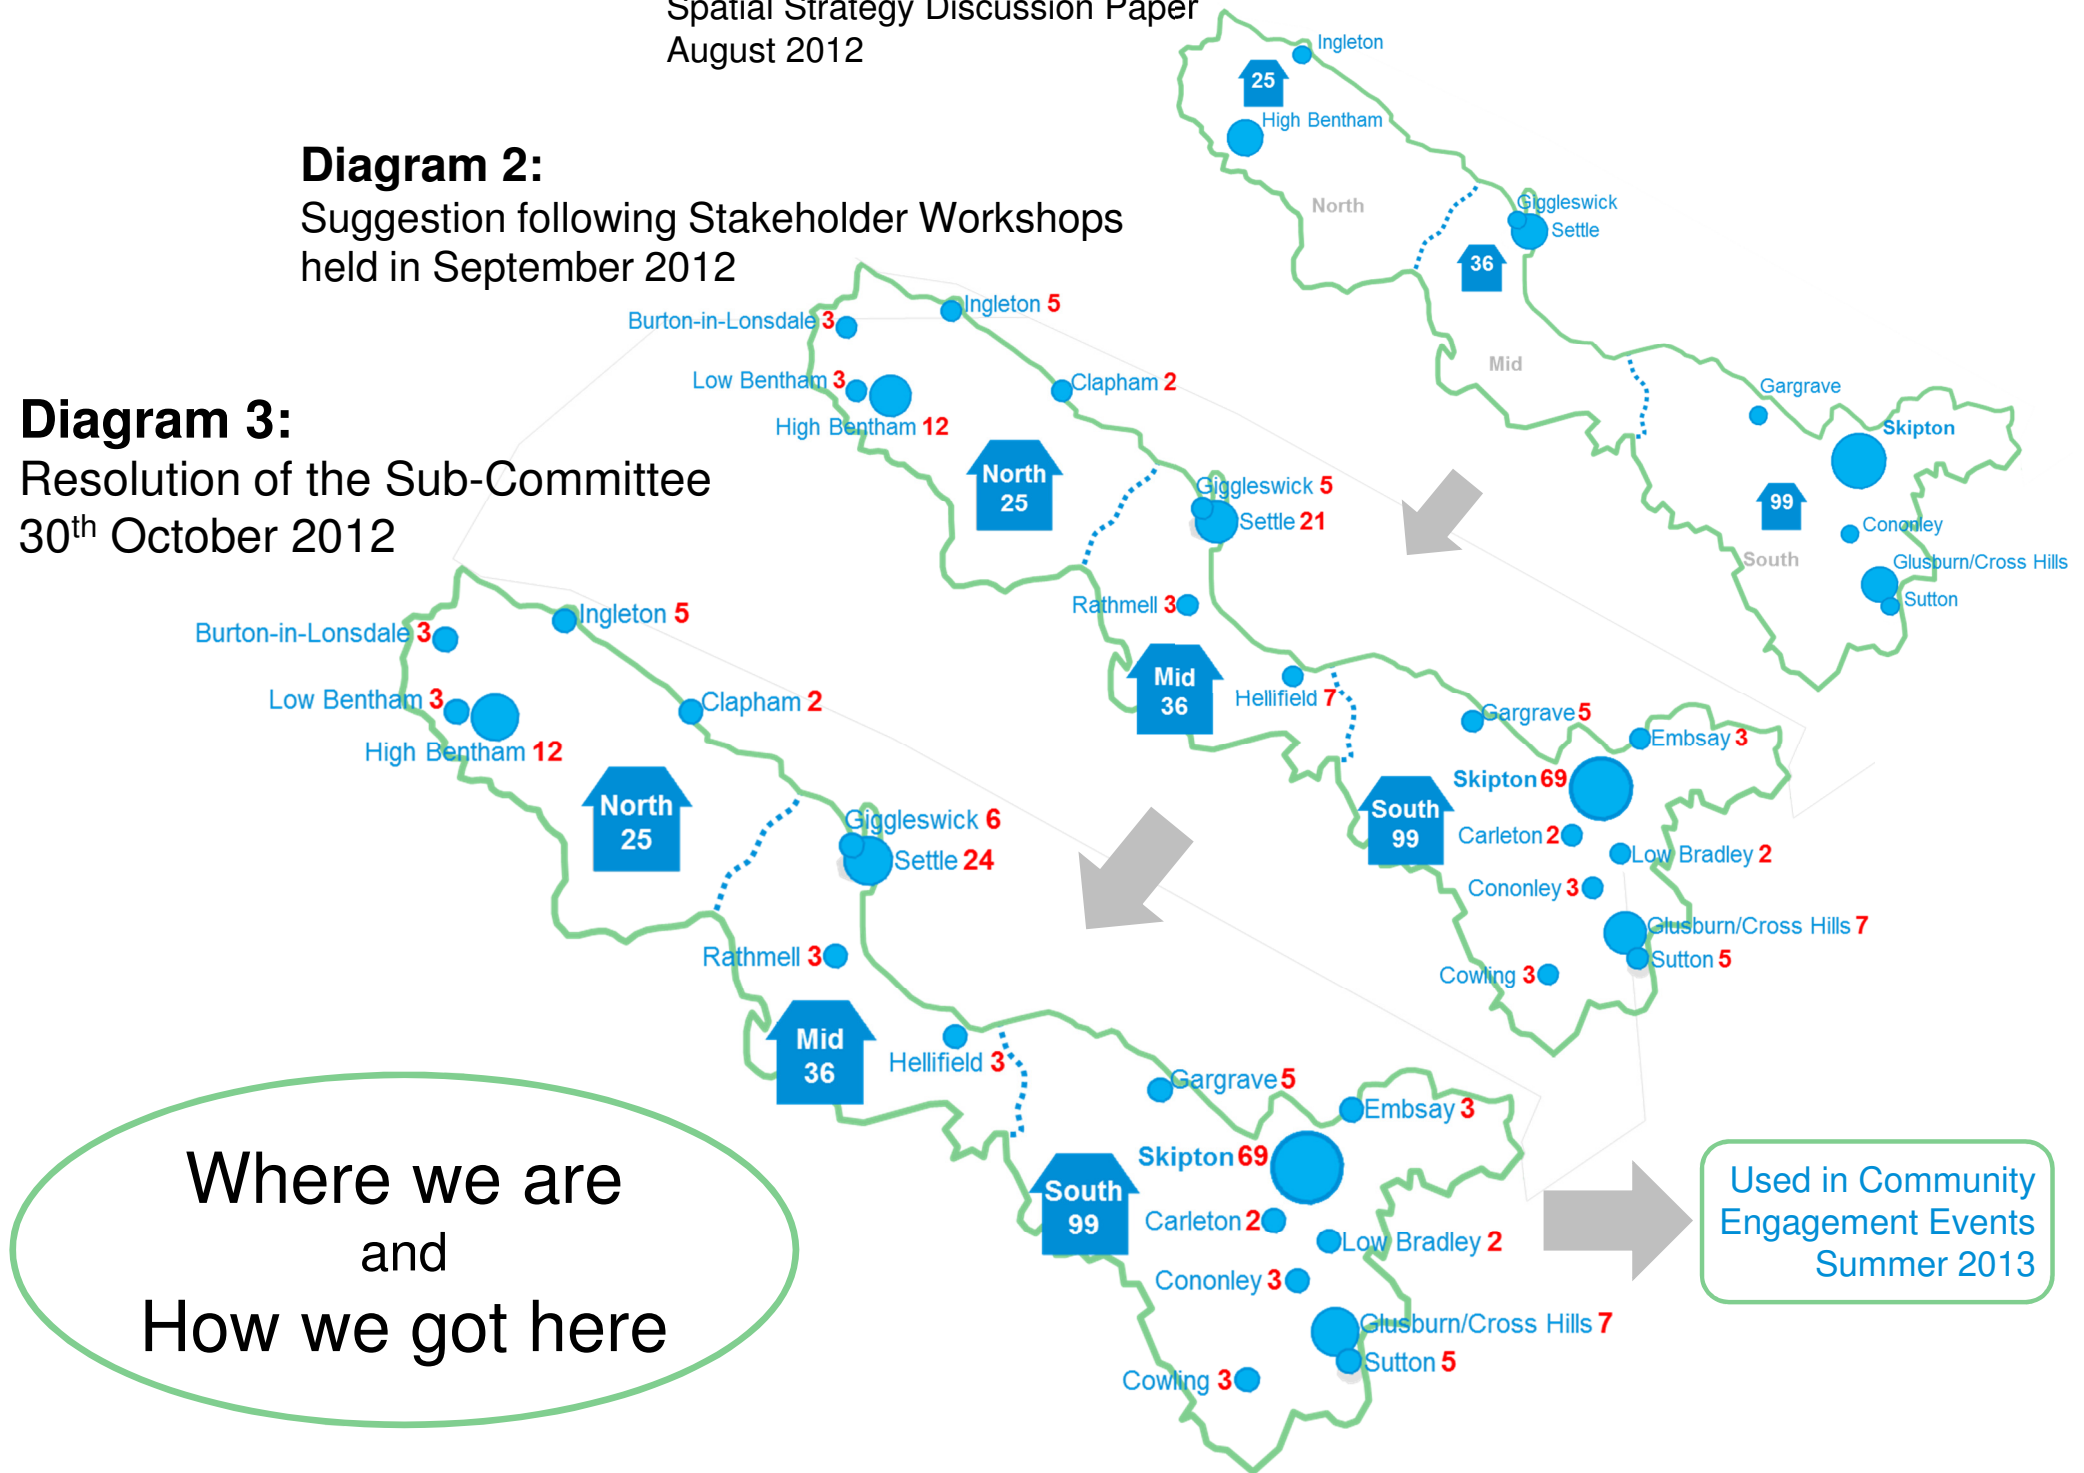 Spatial Strategy Discussion Paper
August 2012
Ingleton
25
High Bentham
North
Giggleswick
Settle
36
Mid
Gargrave
Skipton
99
Cononley
South
Glusburn/Cross Hills
Sutton
Diagram 2:
Suggestion following Stakeholder Workshops
held in September 2012
Burton-in-Lonsdale 3
Ingleton 5
Low Bentham 3
Clapham 2
High Bentham 12
North
25
Giggleswick 5
Settle 21
Rathmell 3
Mid
36
Hellifield 7
Gargrave 5
Embsay 3
Skipton 69
South
99
Carleton 2
Low Bradley 2
Cononley 3
Glusburn/Cross Hills 7
Sutton 5
Cowling 3
Diagram 3:
Resolution of the Sub-Committee
30th October 2012
Burton-in-Lonsdale 3
Ingleton 5
Low Bentham 3
Clapham 2
High Bentham 12
North
25
Giggleswick 6
Settle 24
Rathmell 3
Mid
36
Hellifield 3
Gargrave 5
Embsay 3
Skipton 69
South
99
Carleton 2
Low Bradley 2
Cononley 3
Glusburn/Cross Hills 7
Sutton 5
Cowling 3
Where we are
and
How we got here
Used in Community
Engagement Events
Summer 2013